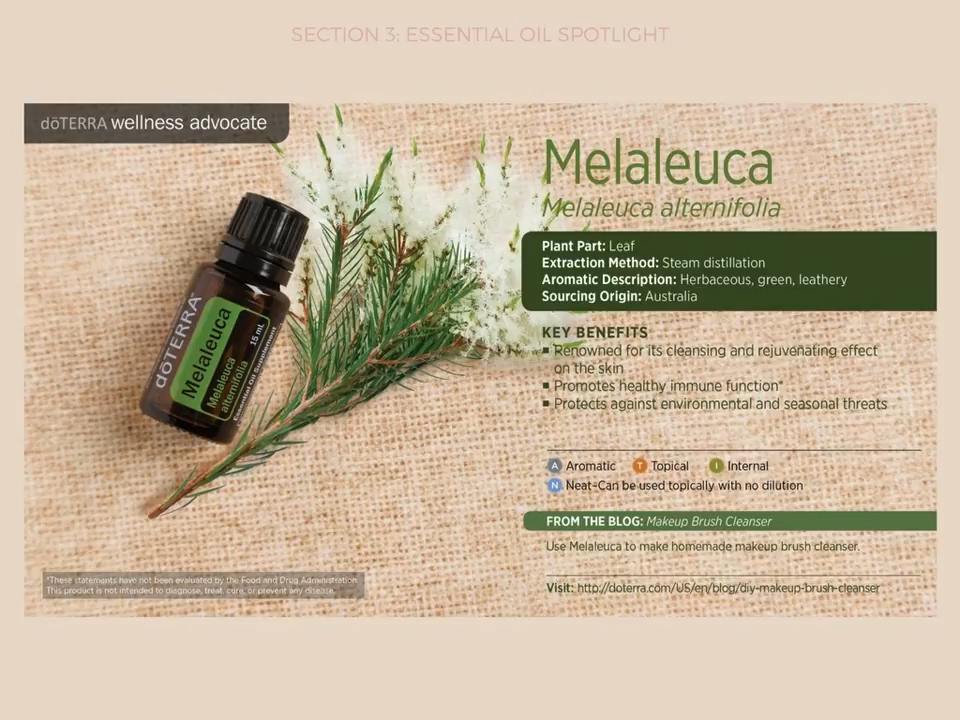 SECTION 3: ESSENTIAL OIL SPOTLIGHT
dōTERRA wellness advocate
Melaleuca
Melaleuca alternifolia
Plant Part: Leaf
Extraction Method: Steam distillation
Aromatic Description: Herbaceous, green, leathery
Sourcing Origin: Australia
KEY BENEFITS
▪ Renowned for its cleansing and rejuvenating effect
on the skin
▪ Promotes healthy immune function*
▪ Protects against environmental and seasonal threats
A Aromatic T Topical I Internal
N Neat–Can be used topically with no dilution
FROM THE BLOG: Makeup Brush Cleanser
Use Melaleuca to make homemade makeup brush cleanser.
Visit: http://doterra.com/US/en/blog/diy-makeup-brush-cleanser
dōTERRA
Melaleuca
Melaleuca
alternifolia
15 mL
Essential Oil Supplement
*These statements have not been evaluated by the Food and Drug Administration.
This product is not intended to diagnose, treat, cure, or prevent any disease.